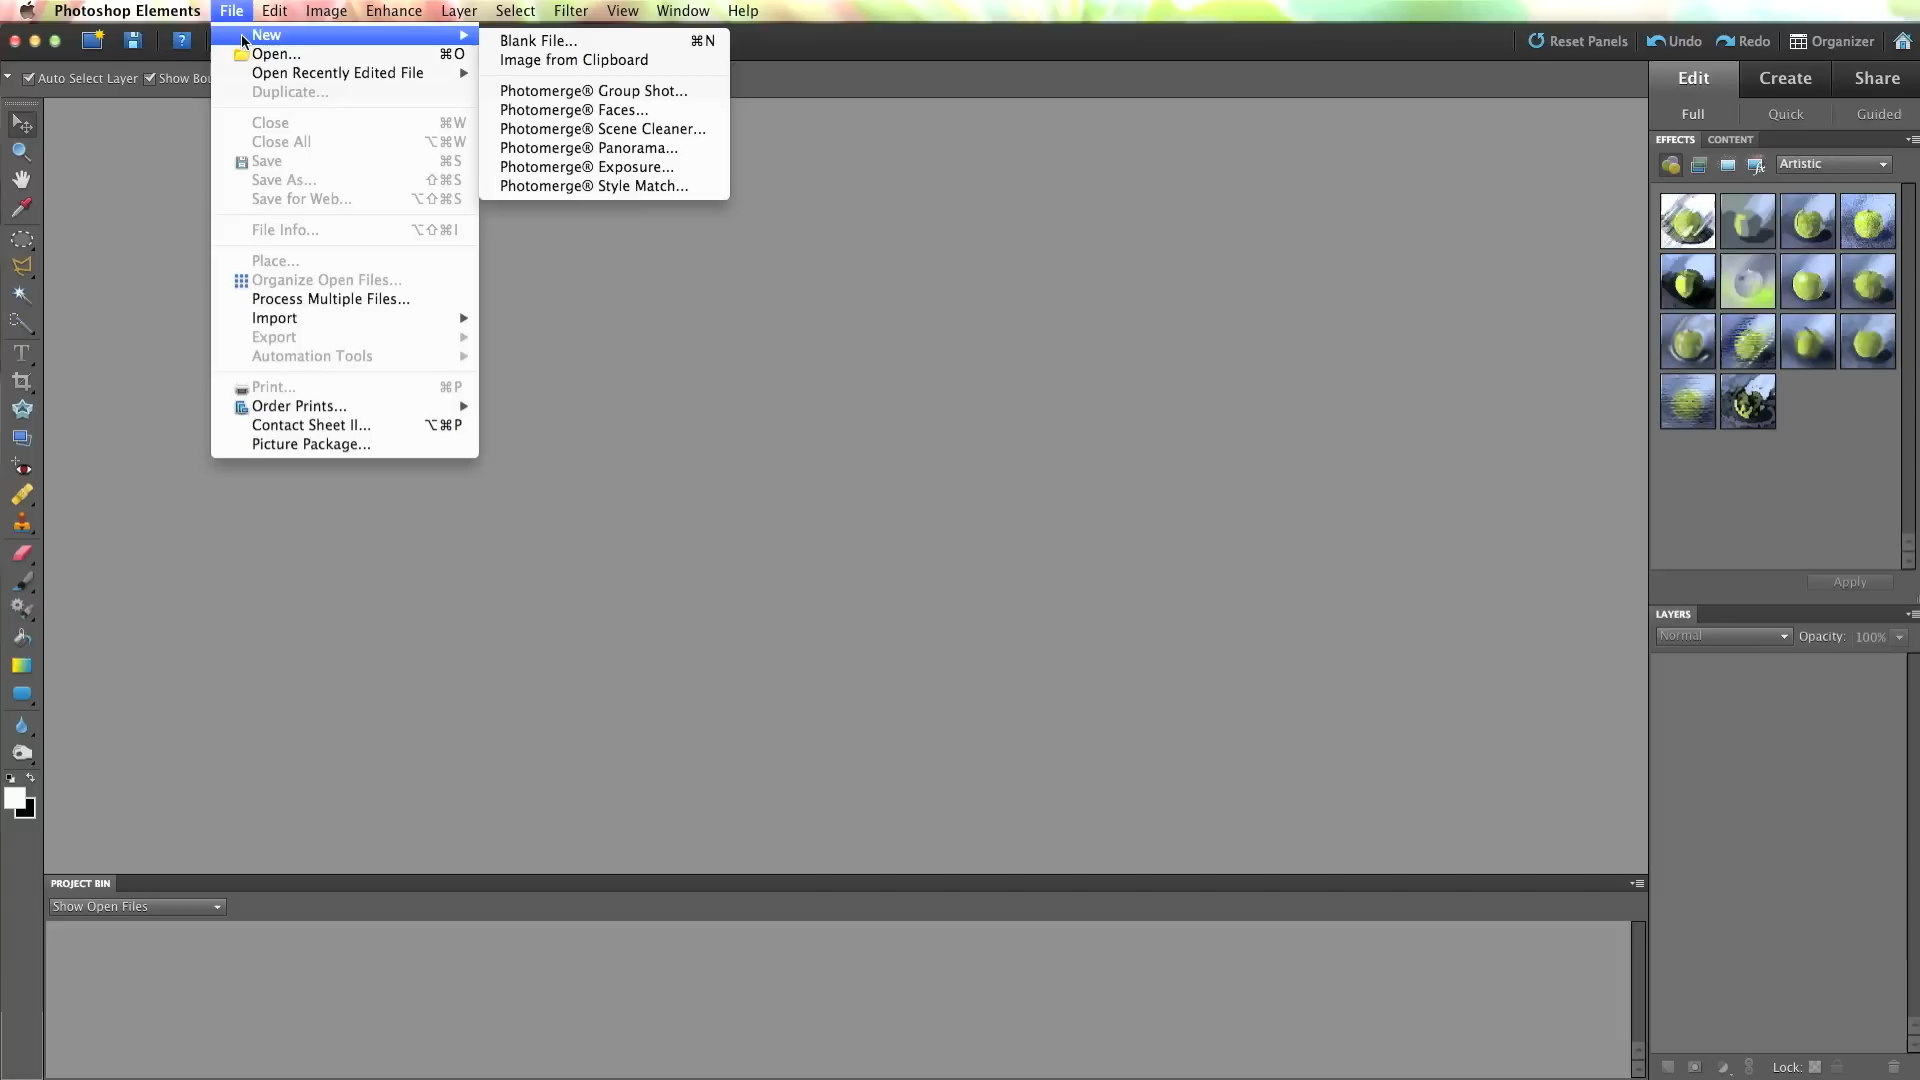 Photoshop Elements File Edit Image Enhance Layer Select Filter View Window Help
? Reset Panels Undo Redo Organizer
Auto Select Layer Show Bou
New
Open... ⌘O
Open Recently Edited File
Duplicate...
Close ⌘W
Close All ⌥⌘W
Save ⌘S
Save As... ⇧⌘S
Save for Web... ⌥⇧⌘S
File Info... ⌥⇧⌘I
Place...
Organize Open Files...
Process Multiple Files...
Import
Export
Automation Tools
Print... ⌘P
Order Prints...
Contact Sheet II... ⌥⌘P
Picture Package...
Blank File... ⌘N
Image from Clipboard
Photomerge® Group Shot...
Photomerge® Faces...
Photomerge® Scene Cleaner...
Photomerge® Panorama...
Photomerge® Exposure...
Photomerge® Style Match...
Edit Create Share
Full Quick Guided
EFFECTS CONTENT
Artistic
Apply
LAYERS
Normal Opacity: 100%
T
PROJECT BIN
Show Open Files
Lock: